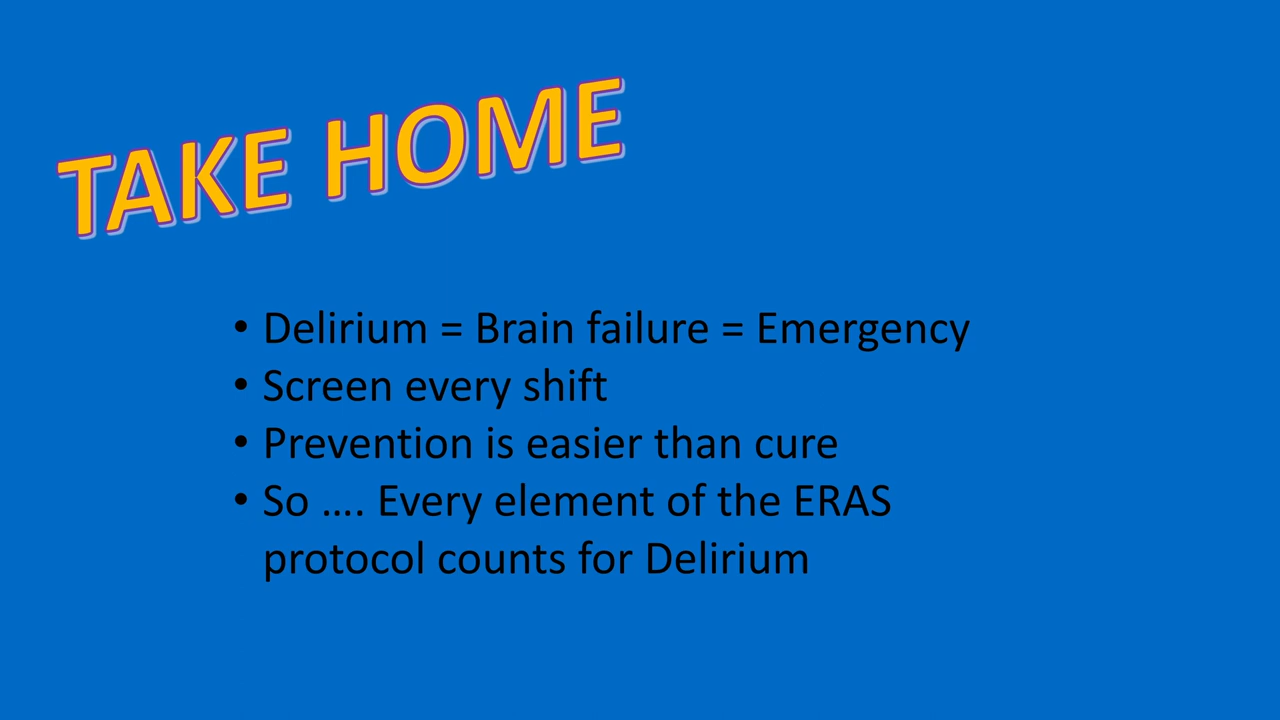 TAKE HOME
• Delirium = Brain failure = Emergency
• Screen every shift
• Prevention is easier than cure
• So .... Every element of the ERAS
protocol counts for Delirium